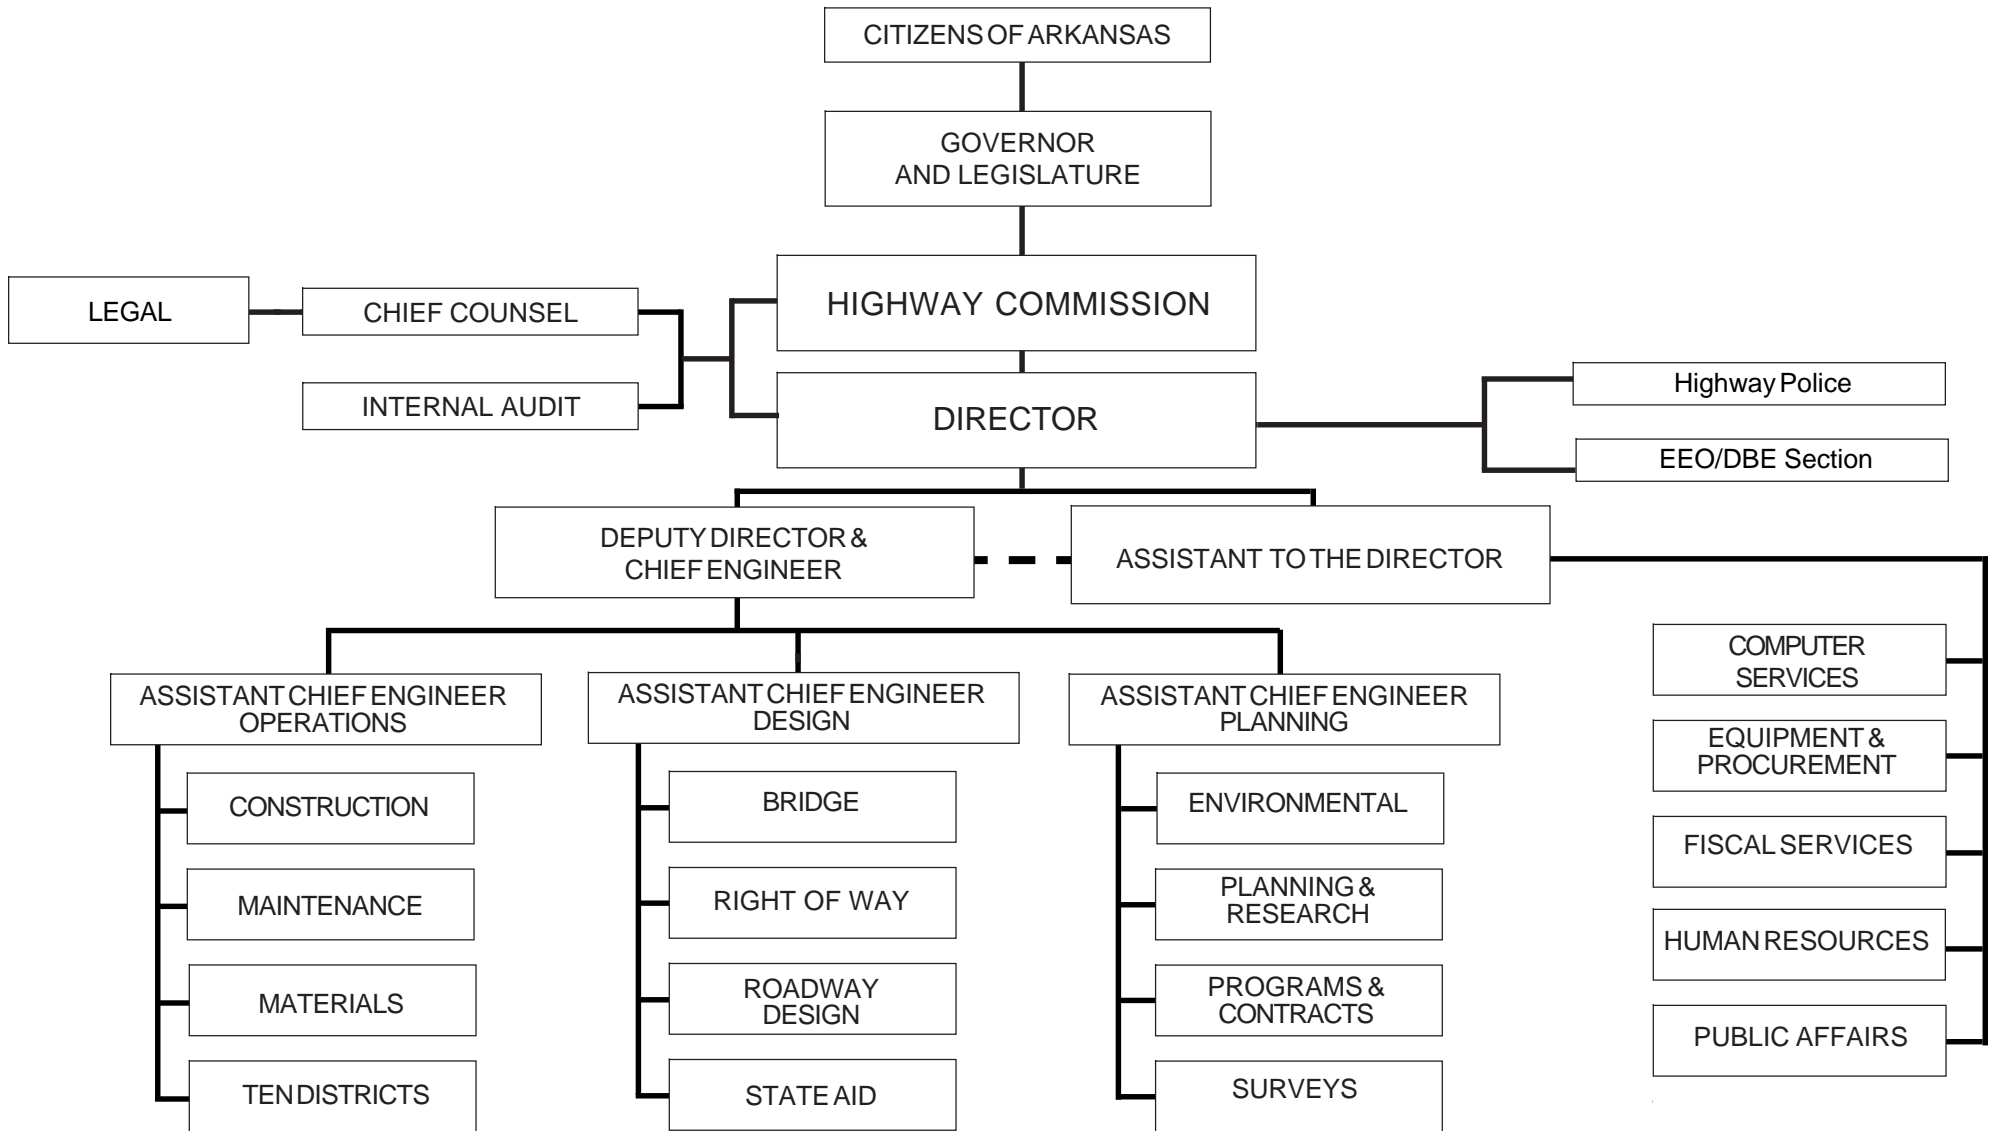 CITIZENS OF ARKANSAS
GOVERNOR
AND LEGISLATURE
HIGHWAY COMMISSION
LEGAL
CHIEF COUNSEL
INTERNAL AUDIT
DIRECTOR
Highway Police
EEO/DBE Section
DEPUTY DIRECTOR &
CHIEF ENGINEER
ASSISTANT TO THE DIRECTOR
ASSISTANT CHIEF ENGINEER
OPERATIONS
CONSTRUCTION
MAINTENANCE
MATERIALS
TEN DISTRICTS
ASSISTANT CHIEF ENGINEER
DESIGN
BRIDGE
RIGHT OF WAY
ROADWAY
DESIGN
STATE AID
ASSISTANT CHIEF ENGINEER
PLANNING
ENVIRONMENTAL
PLANNING &
RESEARCH
PROGRAMS &
CONTRACTS
SURVEYS
COMPUTER
SERVICES
EQUIPMENT &
PROCUREMENT
FISCAL SERVICES
HUMAN RESOURCES
PUBLIC AFFAIRS